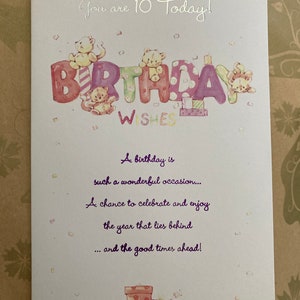 You are 10 Today!
BIRTHDAY
WISHES
A birthday is
such a wonderful occasion...
A chance to celebrate and enjoy
the year that lies behind
... and the good times ahead!